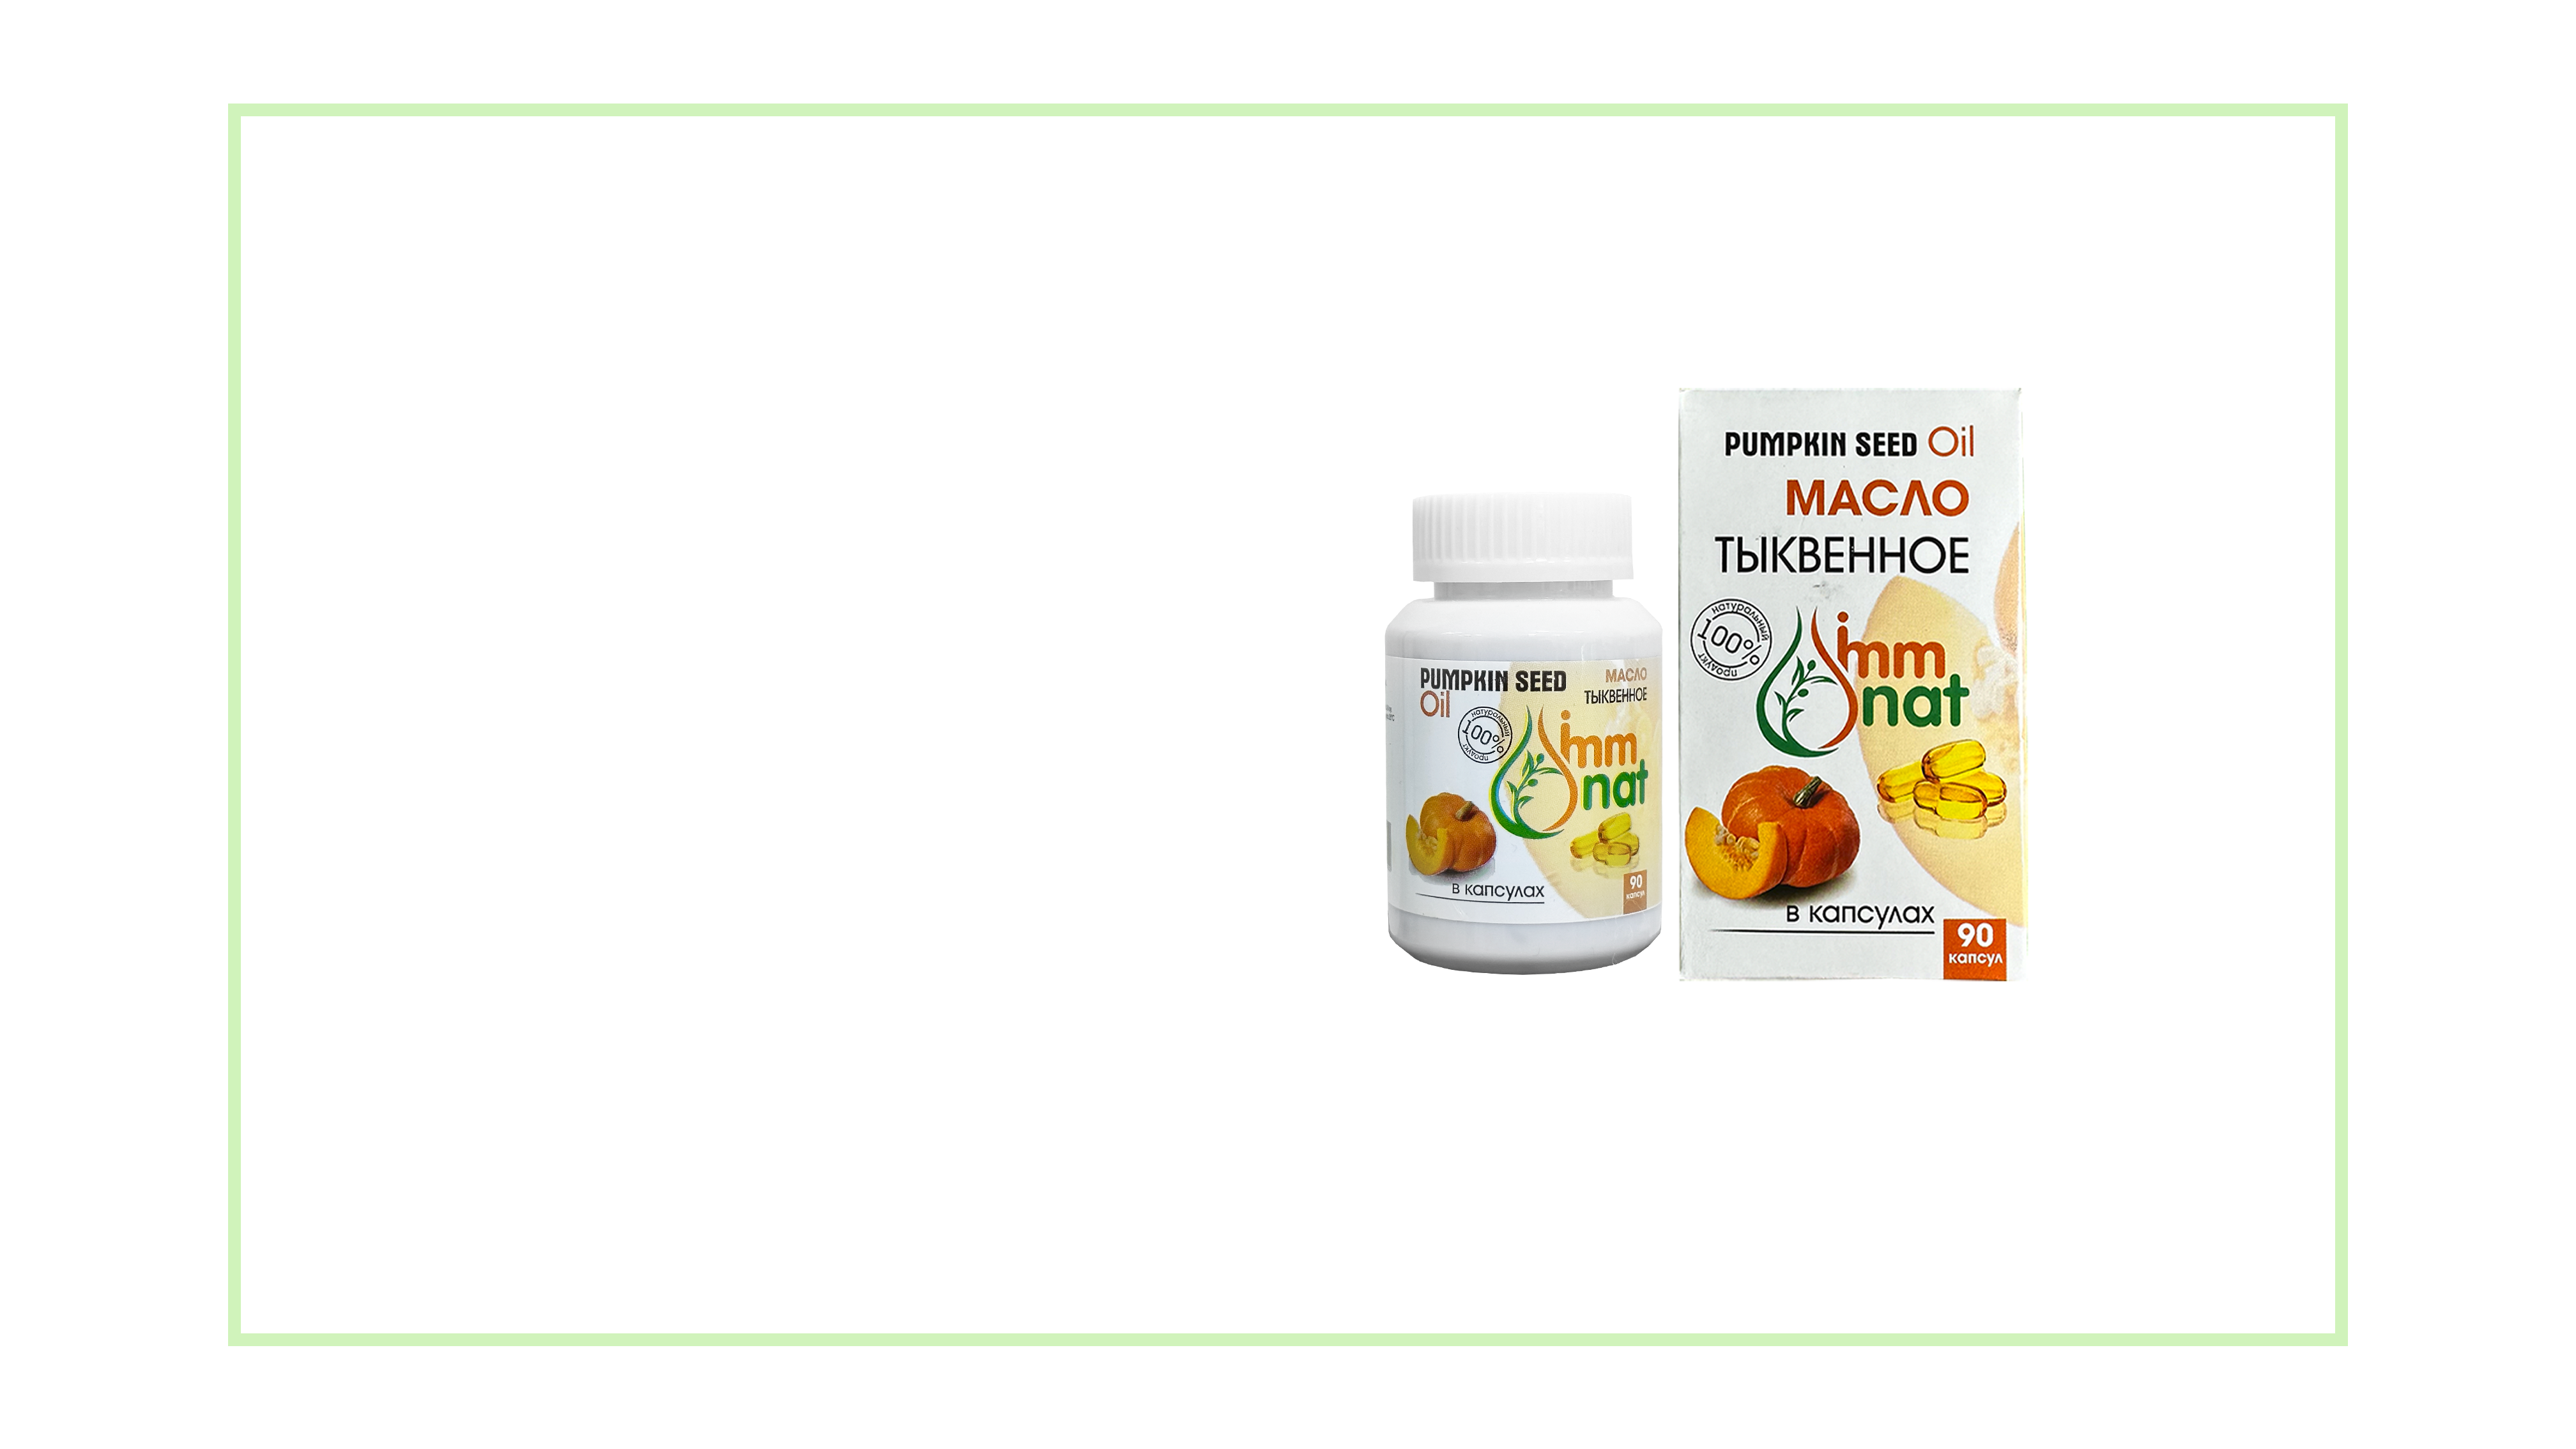 PUMPKIN SEED
Oil
МАСЛО
ТЫКВЕННОЕ
натуральный
100%
продукт
imm
nat
в капсулах
90
капсул
PUMPKIN SEED Oil
МАСЛО
ТЫКВЕННОЕ
натуральный
100%
продукт
imm
nat
в капсулах
90
капсул